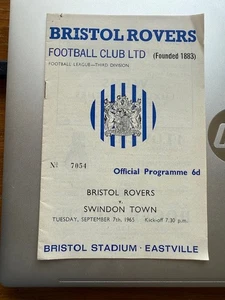 BRISTOL ROVERS
FOOTBALL CLUB LTD (Founded 1883)
FOOTBALL LEAGUE—THIRD DIVISION
Nº 7054
Official Programme 6d
BRISTOL ROVERS
v.
SWINDON TOWN
TUESDAY, SEPTEMBER 7th, 1965 Kick-off 7.30 p.m.
BRISTOL STADIUM · EASTVILLE